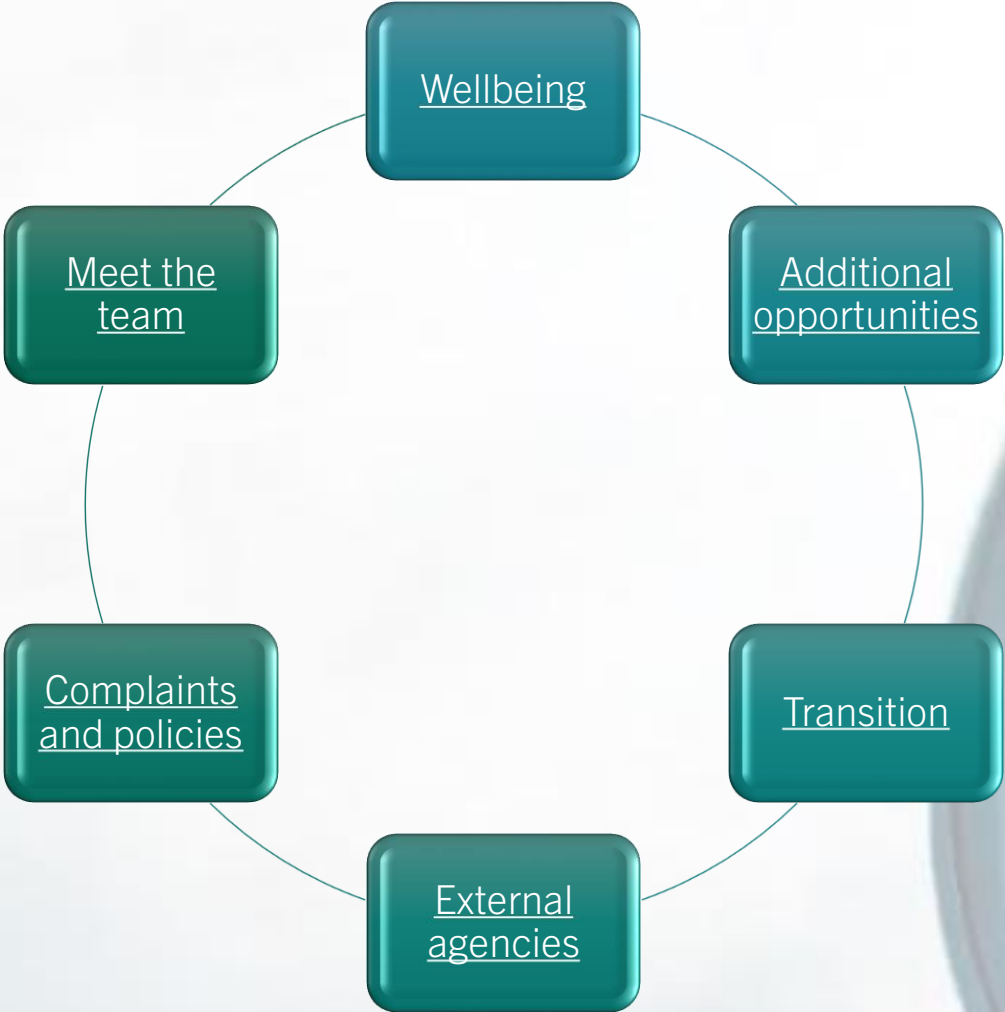 Wellbeing
Additional
opportunities
Transition
External
agencies
Complaints
and policies
Meet the
team